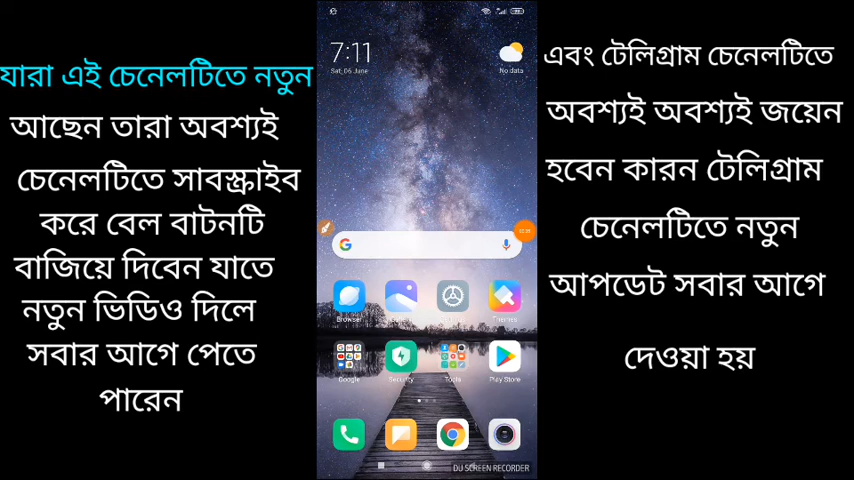 যারা এই চেনেলটিতে নতুন
আছেন তারা অবশ্যই
চেনেলটিতে সাবস্ক্রাইব
করে বেল বাটনটি
বাজিয়ে দিবেন যাতে
নতুন ভিডিও দিলে
সবার আগে পেতে
পারেন
7:11
Sat, 06 June
No data
Browser
Themes
Google
Security
Tools
Play Store
DU SCREEN RECORDER
এবং টেলিগ্রাম চেনেলটিতে
অবশ্যই অবশ্যই জয়েন
হবেন কারন টেলিগ্রাম
চেনেলটিতে নতুন
আপডেট সবার আগে
দেওয়া হয়